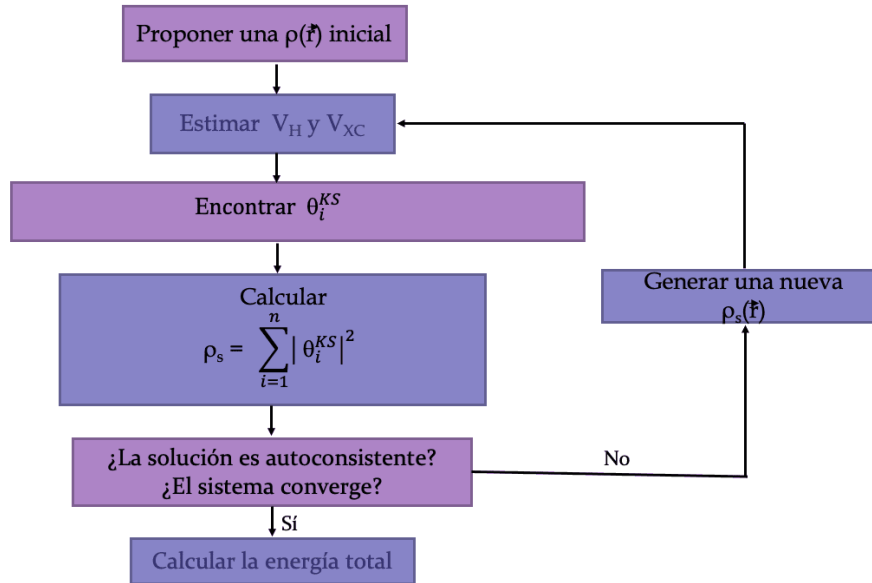 Proponer una ρ(r⃗) inicial
Estimar V_H y V_XC
Encontrar θ_i^KS
Calcular
ρ_s = ∑_{i=1}^{n} |θ_i^KS|^2
¿La solución es autoconsistente?
¿El sistema converge?
No
Generar una nueva
ρ_s(r⃗)
Sí
Calcular la energía total